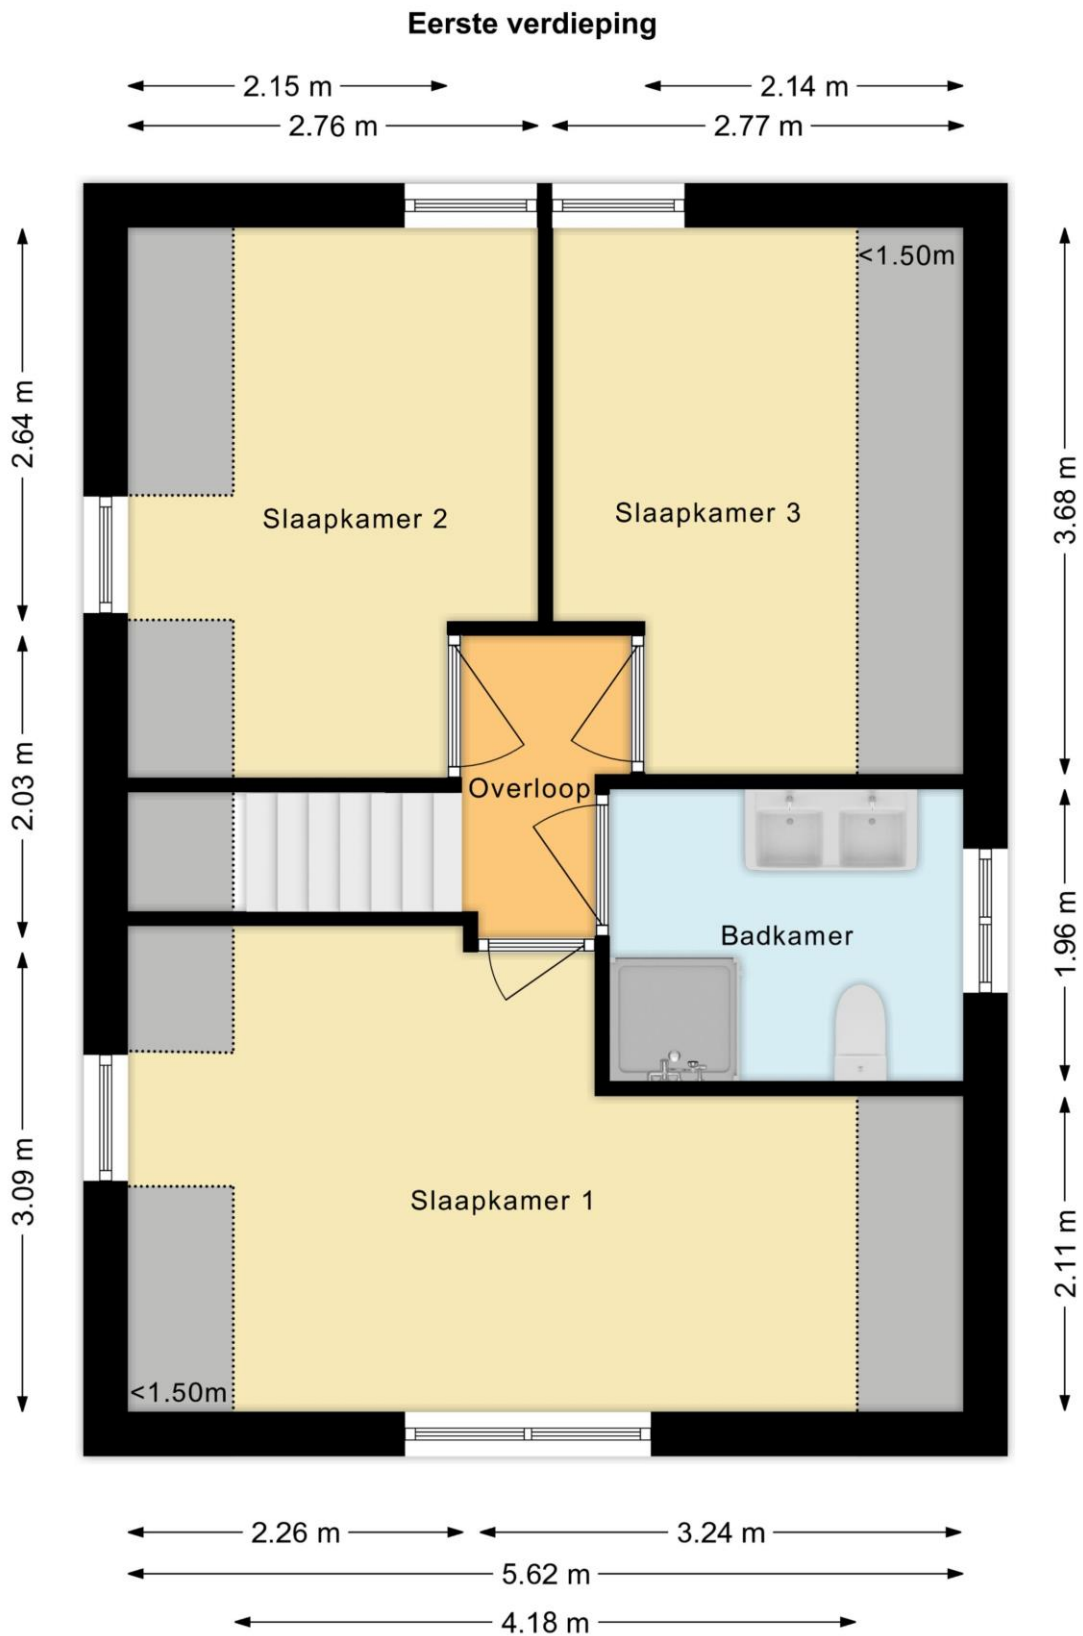 Eerste verdieping
2.15 m
2.14 m
2.76 m
2.77 m
<1.50m
2.64 m
3.68 m
Slaapkamer 2
Slaapkamer 3
2.03 m
Overloop
Badkamer
1.96 m
3.09 m
Slaapkamer 1
2.11 m
<1.50m
2.26 m
3.24 m
5.62 m
4.18 m